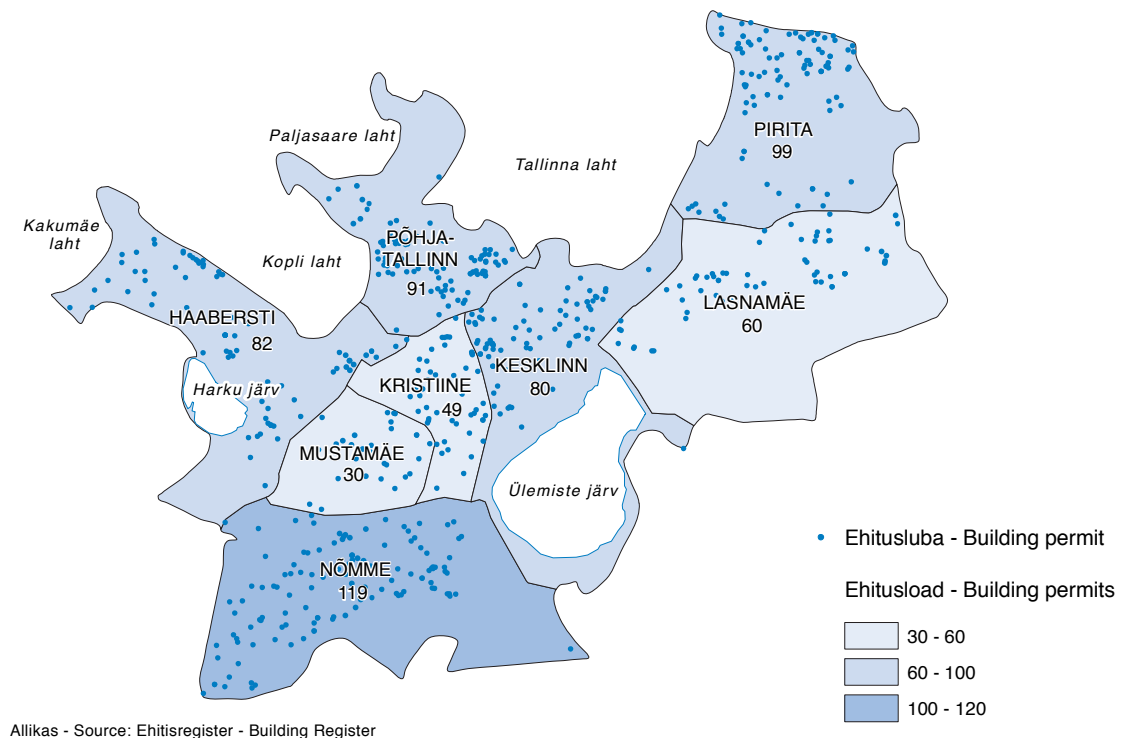 Paljasaare laht
Tallinna laht
PIRITA
99
Kakumäe
laht
Kopli laht
PÕHJA-
TALLINN
91
HAABERSTI
82
LASNAMÄE
60
Harku järv
KRISTIINE
49
KESKLINN
80
MUSTAMÄE
30
Ülemiste järv
NÕMME
119
Ehitusluba - Building permit
Ehitusload - Building permits
30 - 60
60 - 100
100 - 120
Allikas - Source: Ehitisregister - Building Register